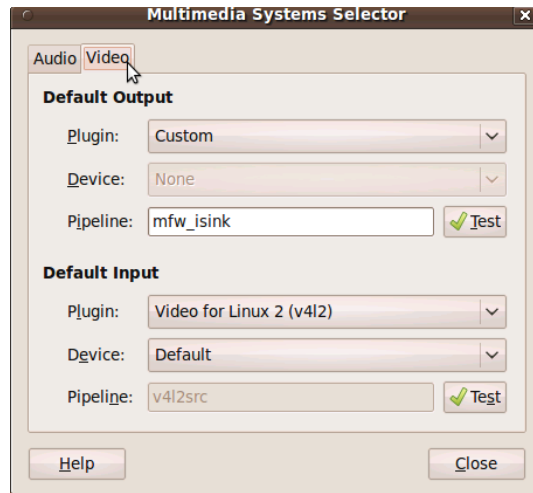 Multimedia Systems Selector
Audio Video
Default Output
Plugin: Custom
Device: None
Pipeline: mfw_isink Test
Default Input
Plugin: Video for Linux 2 (v4l2)
Device: Default
Pipeline: v4l2src Test
Help Close